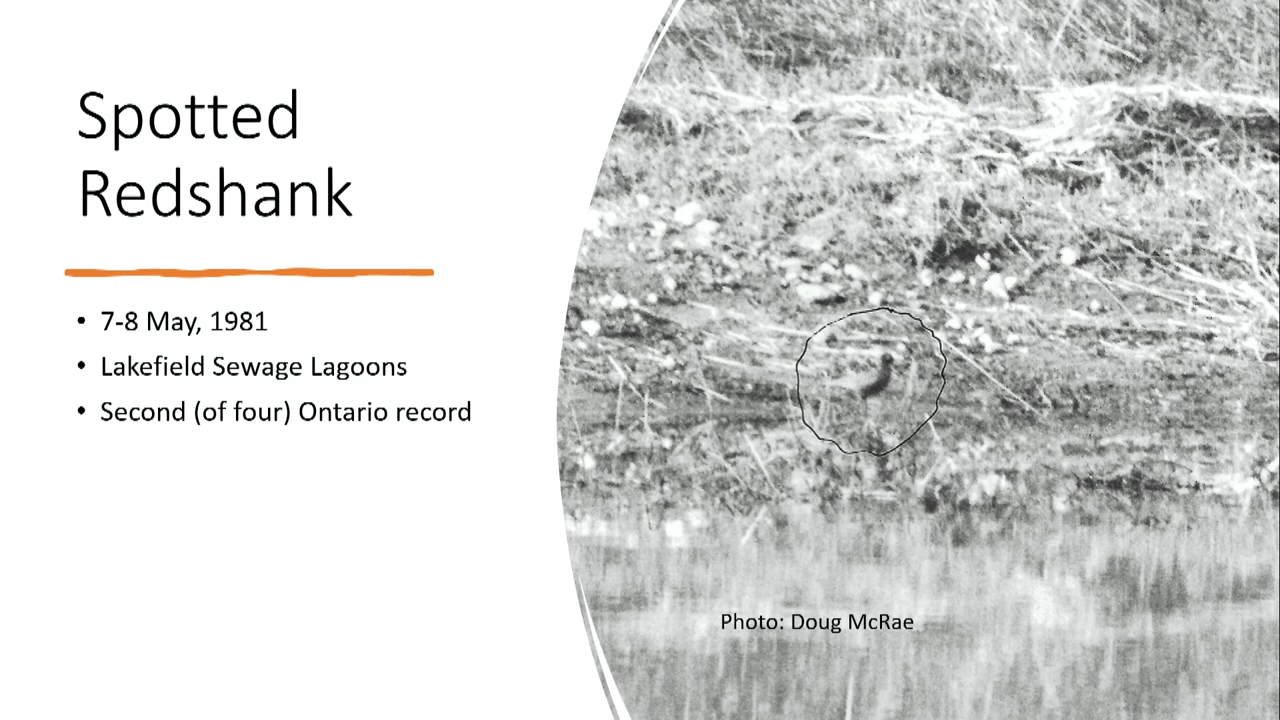 Spotted
Redshank
• 7-8 May, 1981
• Lakefield Sewage Lagoons
• Second (of four) Ontario record
Photo: Doug McRae